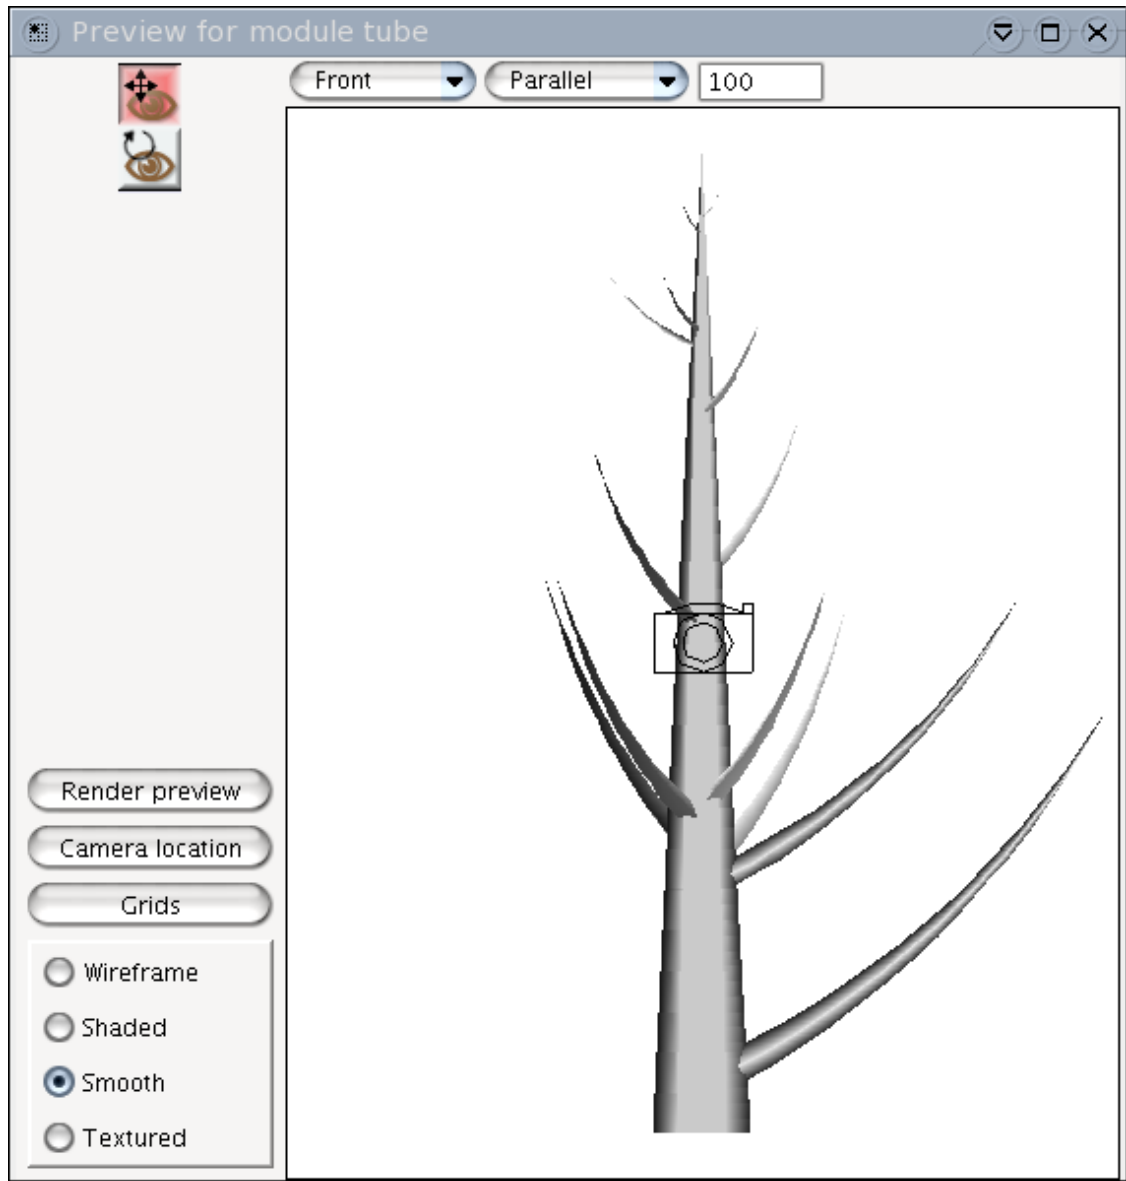 Preview for module tube
Front Parallel 100
Render preview
Camera location
Grids
Wireframe
Shaded
Smooth
Textured